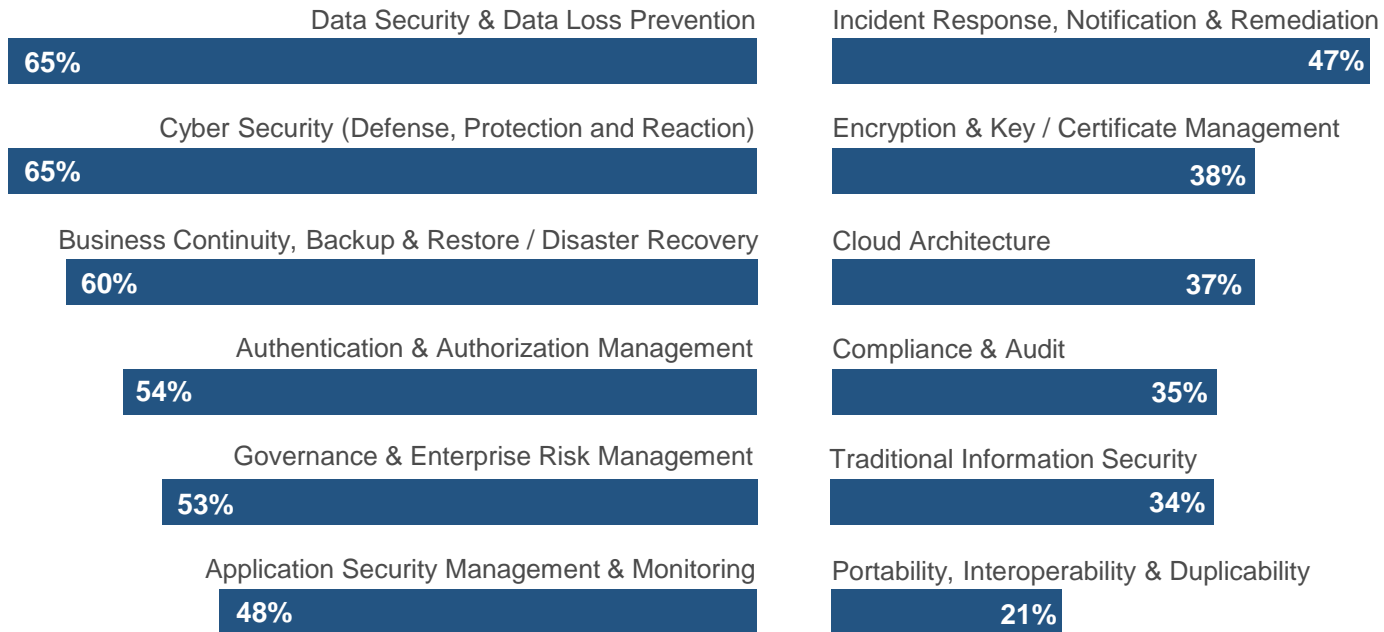 Data Security & Data Loss Prevention
65%
Cyber Security (Defense, Protection and Reaction)
65%
Business Continuity, Backup & Restore / Disaster Recovery
60%
Authentication & Authorization Management
54%
Governance & Enterprise Risk Management
53%
Application Security Management & Monitoring
48%
Incident Response, Notification & Remediation
47%
Encryption & Key / Certificate Management
38%
Cloud Architecture
37%
Compliance & Audit
35%
Traditional Information Security
34%
Portability, Interoperability & Duplicability
21%